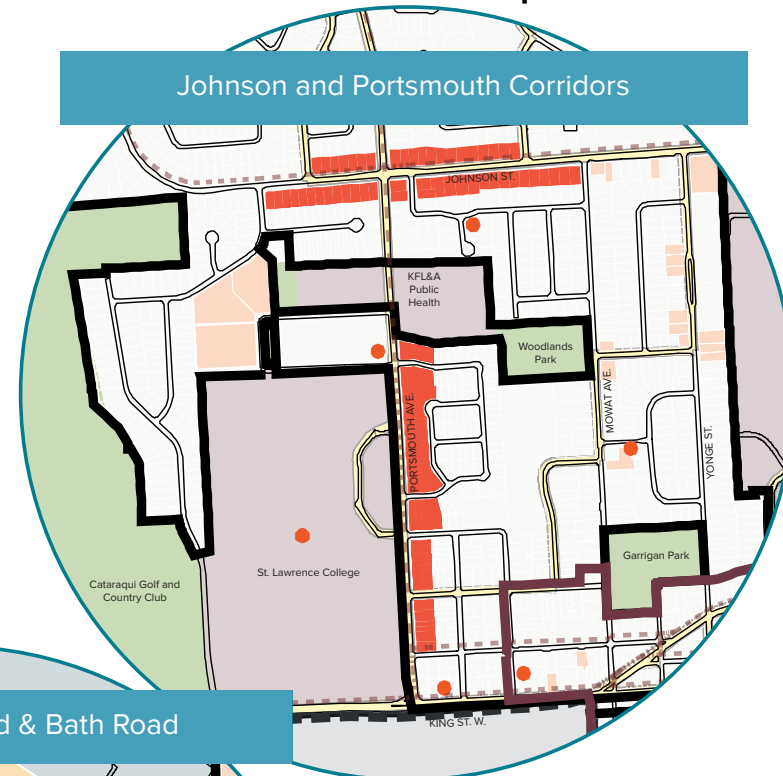 Johnson and Portsmouth Corridors
JOHNSON ST.
KFL&A
Public
Health
Woodlands
Park
PORTSMOUTH AVE.
MOWAT AVE.
YONGE ST.
St. Lawrence College
Garrigan Park
Cataraqui Golf and
Country Club
d & Bath Road
KING ST. W.